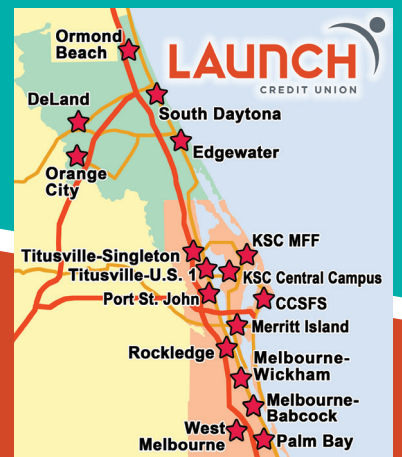 Ormond
Beach
LAUNCH
CREDIT UNION
DeLand
South Daytona
Edgewater
Orange
City
KSC MFF
Titusville-Singleton
Titusville-U.S. 1
KSC Central Campus
Port St. John
CCSFS
Merritt Island
Rockledge
Melbourne-
Wickham
Melbourne-
Babcock
West
Melbourne
Palm Bay